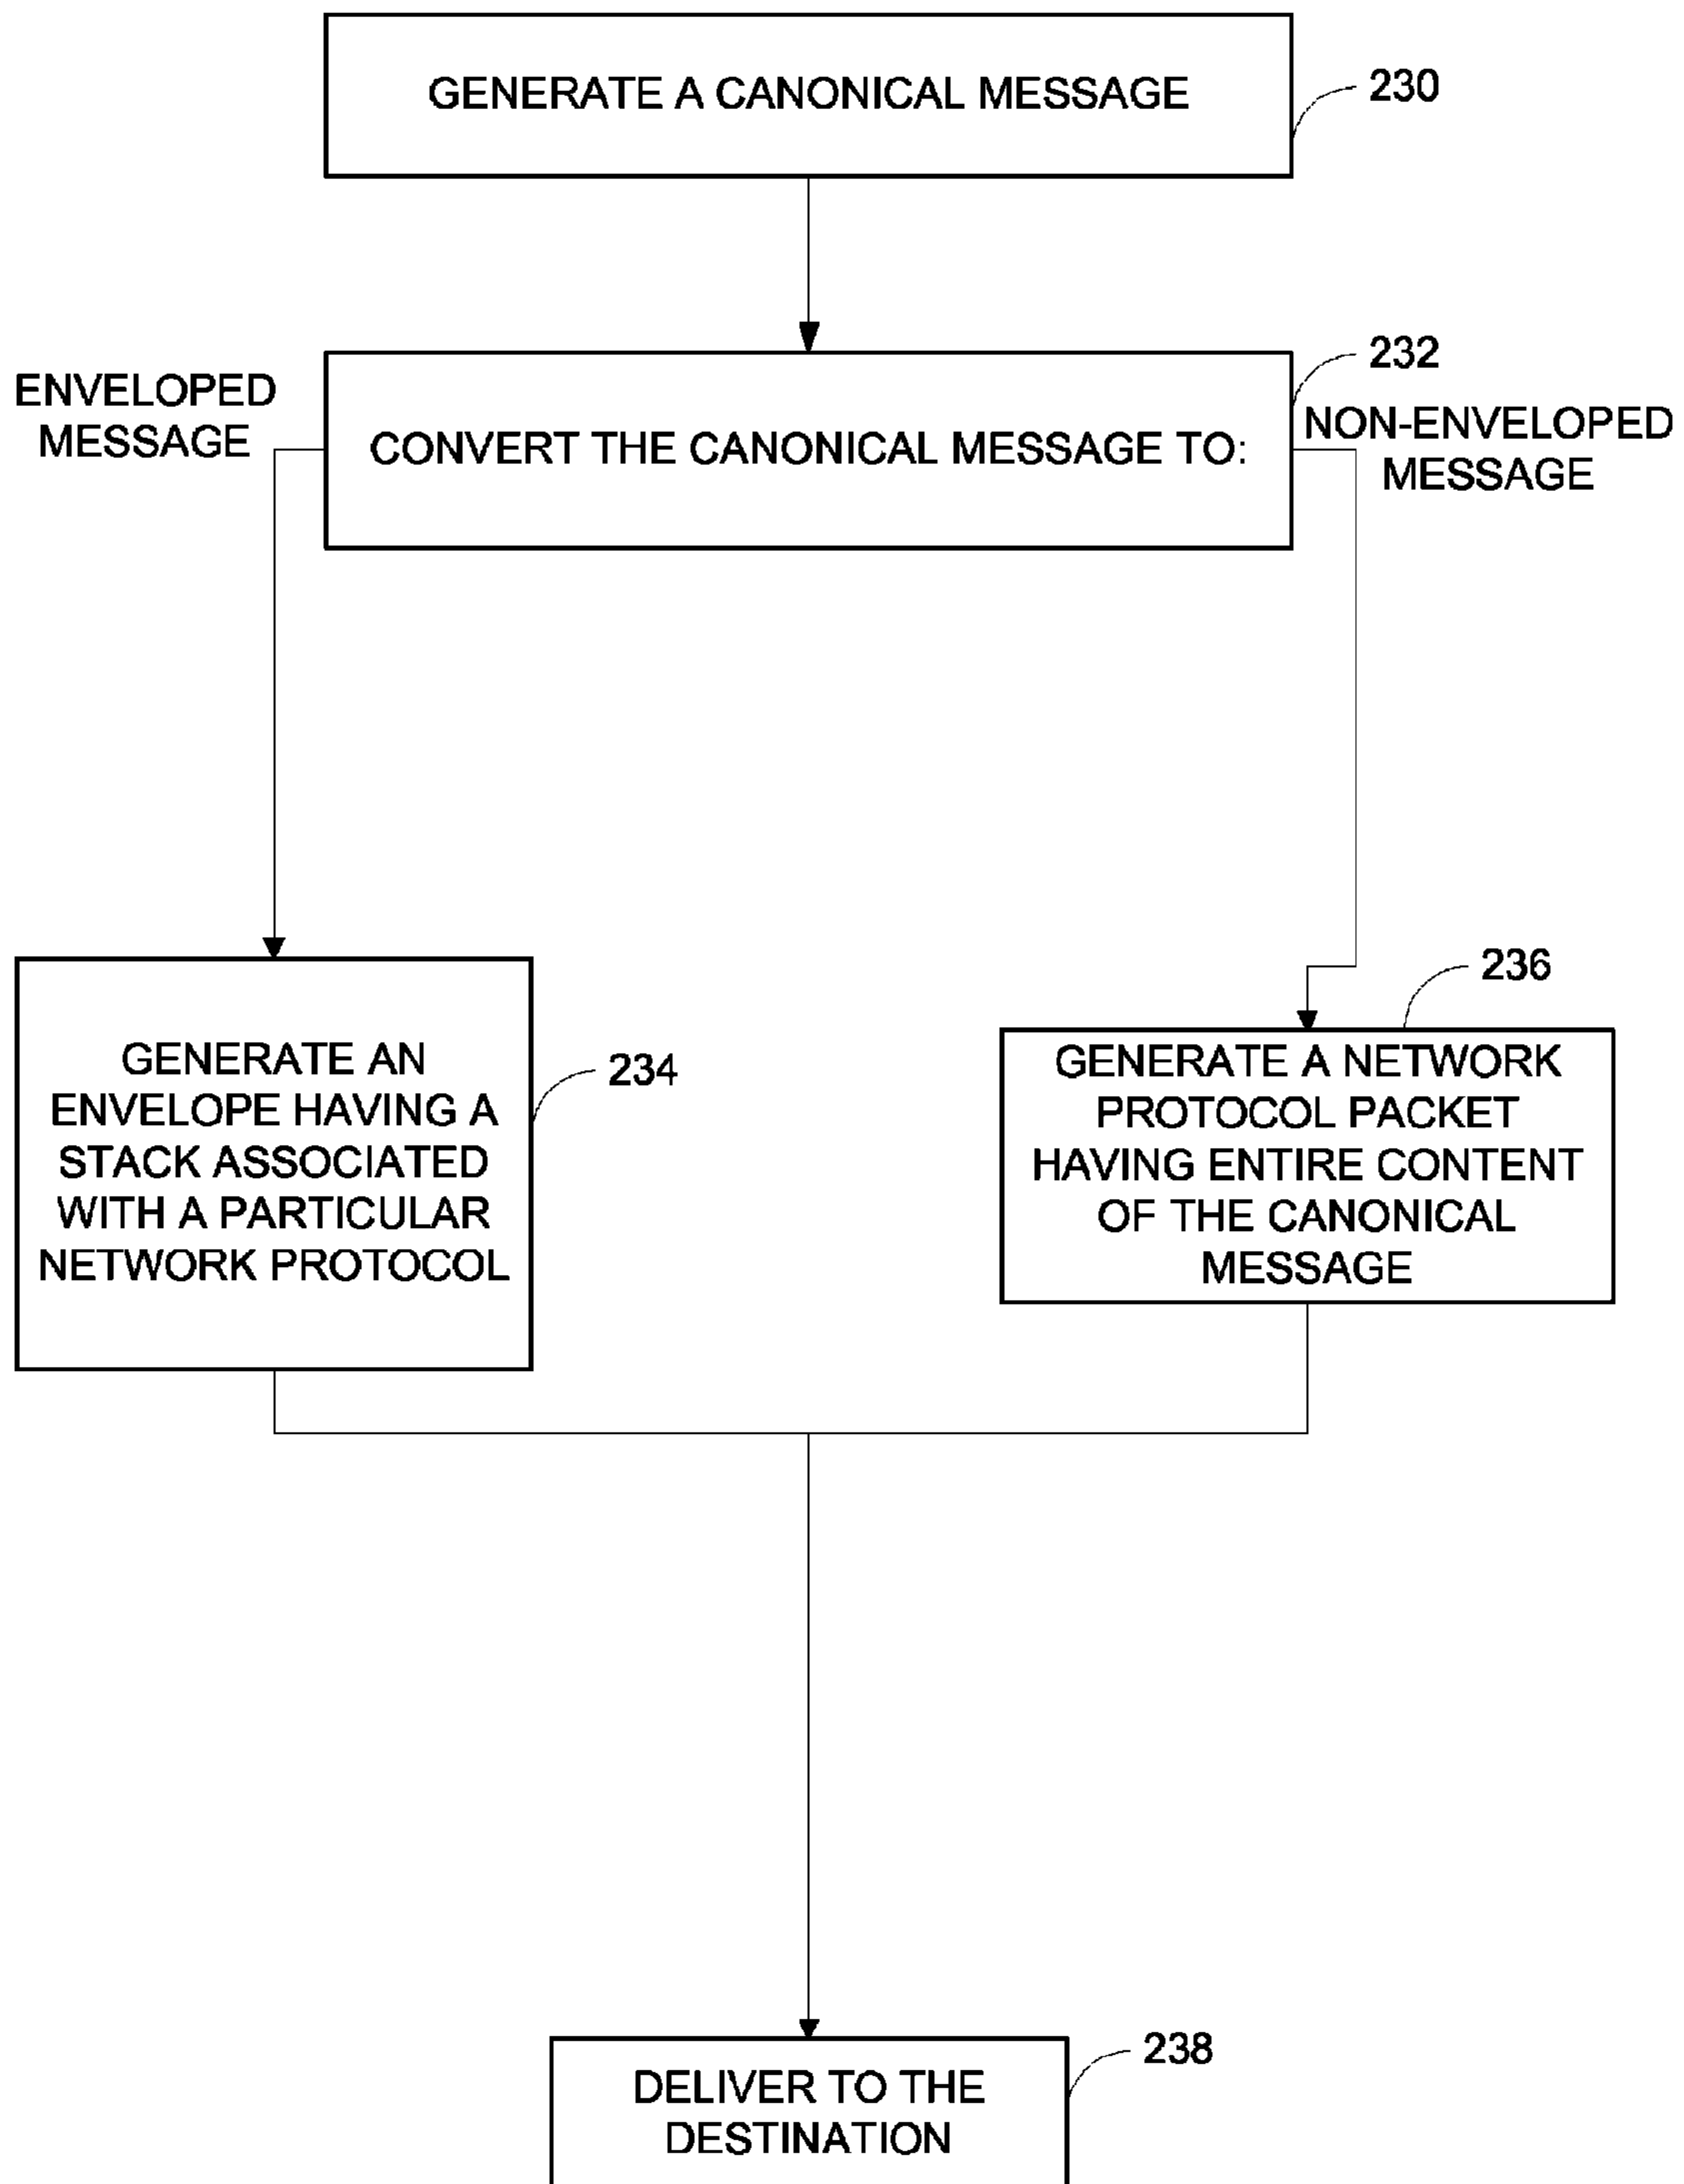 GENERATE A CANONICAL MESSAGE
230
232
ENVELOPED
MESSAGE
CONVERT THE CANONICAL MESSAGE TO:
NON-ENVELOPED
MESSAGE
GENERATE AN
ENVELOPE HAVING A
STACK ASSOCIATED
WITH A PARTICULAR
NETWORK PROTOCOL
234
236
GENERATE A NETWORK
PROTOCOL PACKET
HAVING ENTIRE CONTENT
OF THE CANONICAL
MESSAGE
238
DELIVER TO THE
DESTINATION